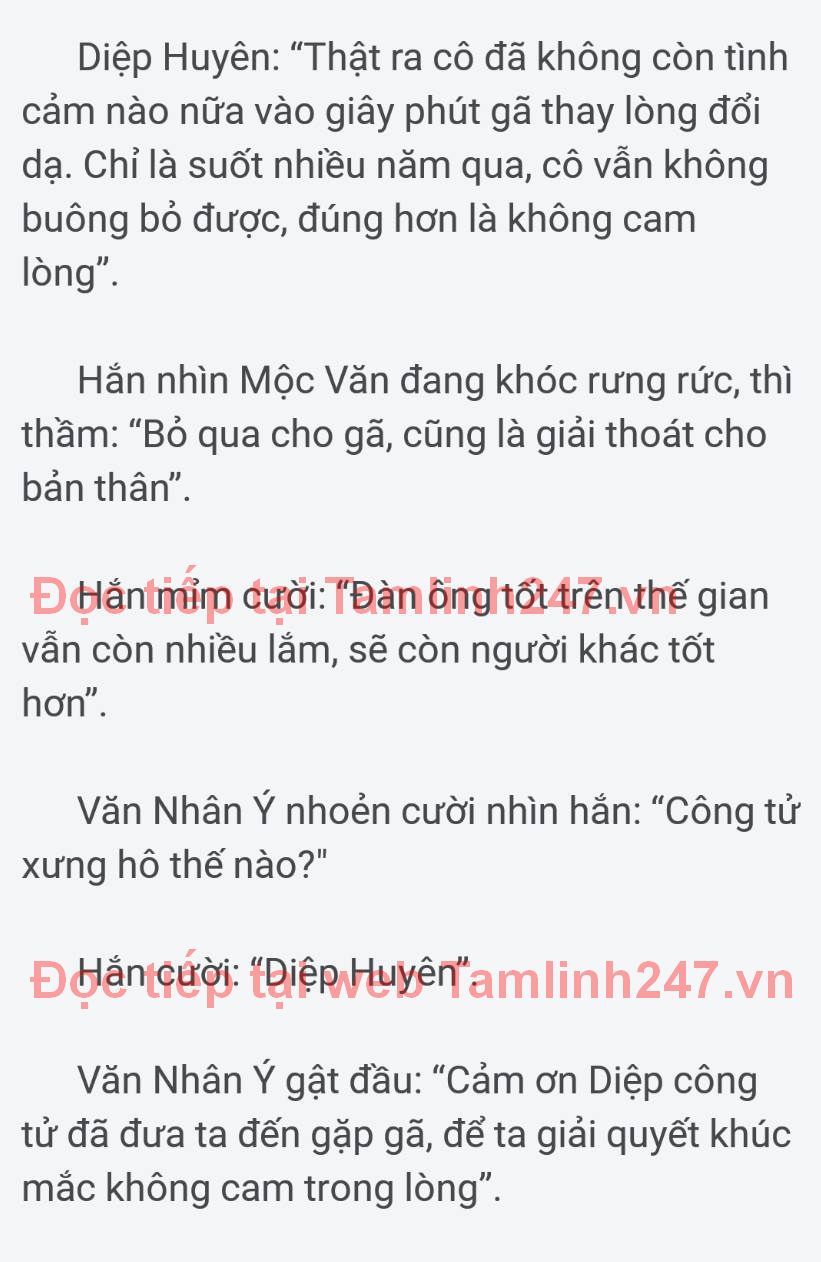 Diệp Huyên: “Thật ra cô đã không còn tình
cảm nào nữa vào giây phút gã thay lòng đổi
dạ. Chỉ là suốt nhiều năm qua, cô vẫn không
buông bỏ được, đúng hơn là không cam
lòng”.
Hắn nhìn Mộc Văn đang khóc rưng rức, thì
thầm: “Bỏ qua cho gã, cũng là giải thoát cho
bản thân”.
Hắn mỉm cười: “Đàn ông tốt trên thế gian
Đọc tiếp tại Tamlinh247.vn
vẫn còn nhiều lắm, sẽ còn người khác tốt
hơn”.
Văn Nhân Ý nhoẻn cười nhìn hắn: “Công tử
xưng hô thế nào?"
Hắn cười: “Diệp Huyên”.
Đọc tiếp tại web Tamlinh247.vn
Văn Nhân Ý gật đầu: “Cảm ơn Diệp công
tử đã đưa ta đến gặp gã, để ta giải quyết khúc
mắc không cam trong lòng”.